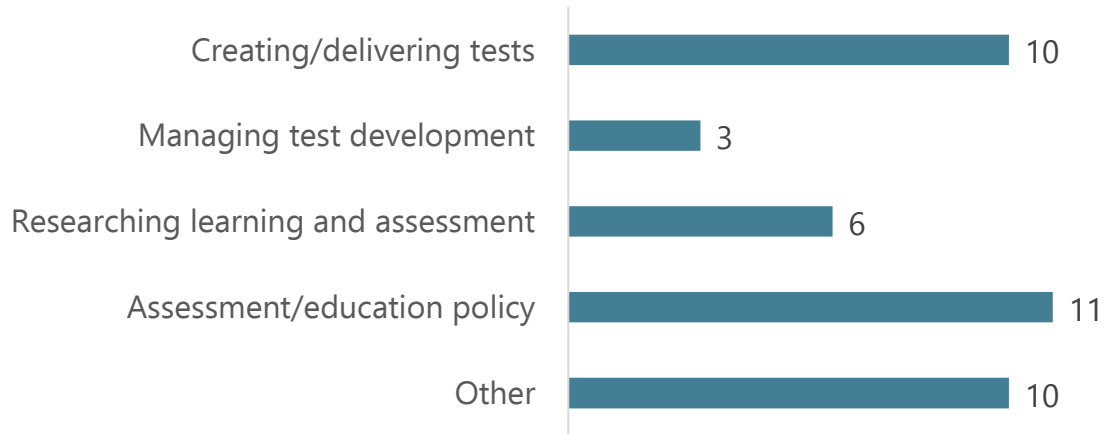 Creating/delivering tests 10
Managing test development 3
Researching learning and assessment 6
Assessment/education policy 11
Other 10